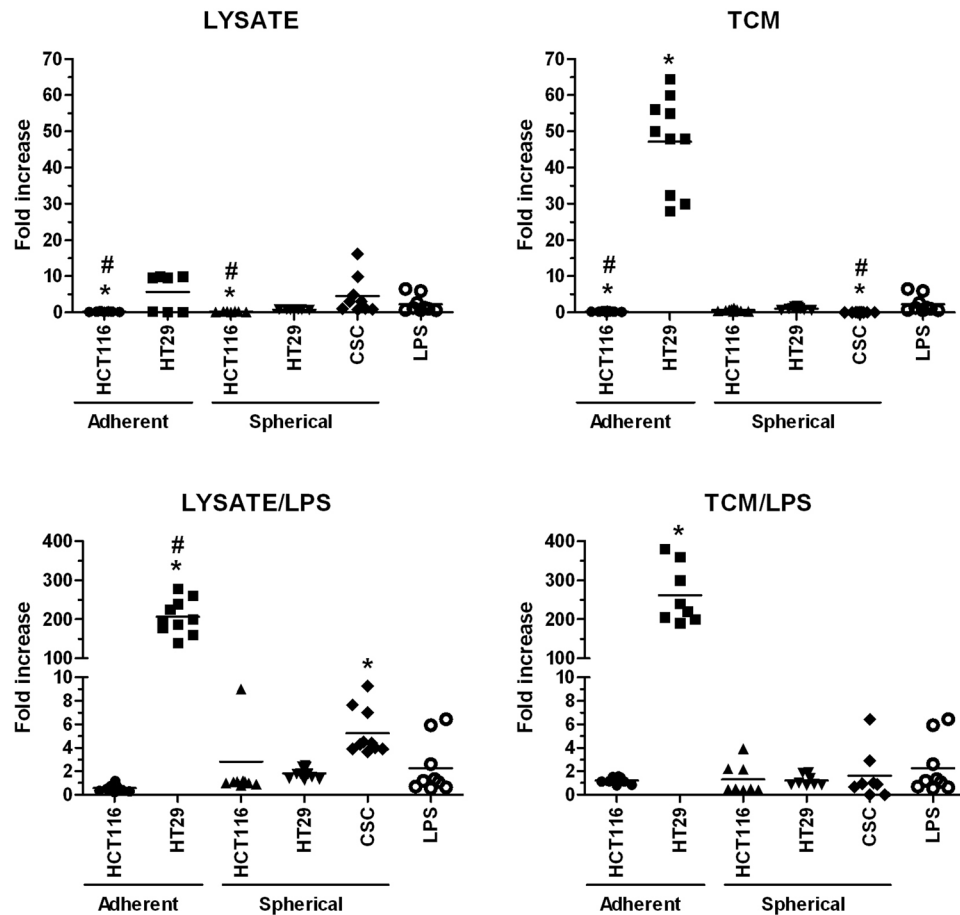 LYSATE
Fold increase
70
60
50
40
30
20
10
0
# #
* *
HCT116 HT29 HCT116 HT29 CSC LPS
Adherent Spherical
TCM
Fold increase
70
60
50
40
30
20
10
0
*
# #
* *
HCT116 HT29 HCT116 HT29 CSC LPS
Adherent Spherical
LYSATE/LPS
Fold increase
400
300
200
100
10
8
6
4
2
0
#
*
*
HCT116 HT29 HCT116 HT29 CSC LPS
Adherent Spherical
TCM/LPS
Fold increase
400
300
200
100
10
8
6
4
2
0
*
HCT116 HT29 HCT116 HT29 CSC LPS
Adherent Spherical